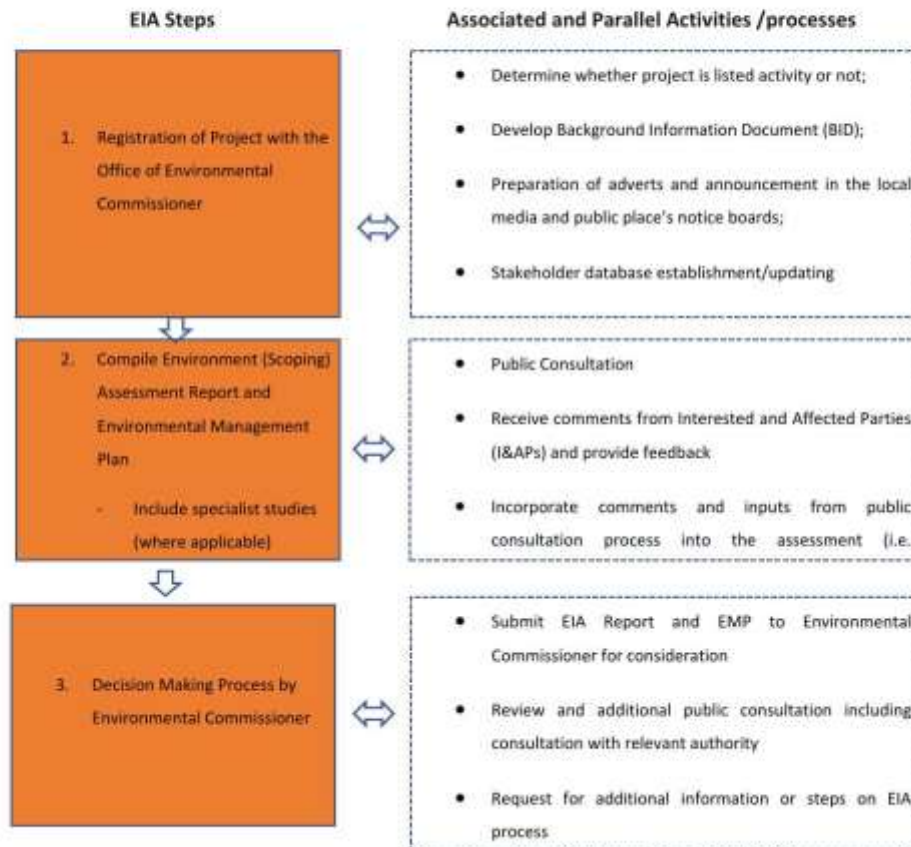 EIA Steps
Associated and Parallel Activities /processes
1. Registration of Project with the
Office of Environmental
Commissioner
• Determine whether project is listed activity or not;
• Develop Background Information Document (BID);
• Preparation of adverts and announcement in the local
media and public place's notice boards;
• Stakeholder database establishment/updating
2. Compile Environment (Scoping)
Assessment Report and
Environmental Management
Plan
- Include specialist studies
(where applicable)
• Public Consultation
• Receive comments from Interested and Affected Parties
(I&APs) and provide feedback
• Incorporate comments and inputs from public
consultation process into the assessment (i.e.
3. Decision Making Process by
Environmental Commissioner
• Submit EIA Report and EMP to Environmental
Commissioner for consideration
• Review and additional public consultation including
consultation with relevant authority
• Request for additional information or steps on EIA
process